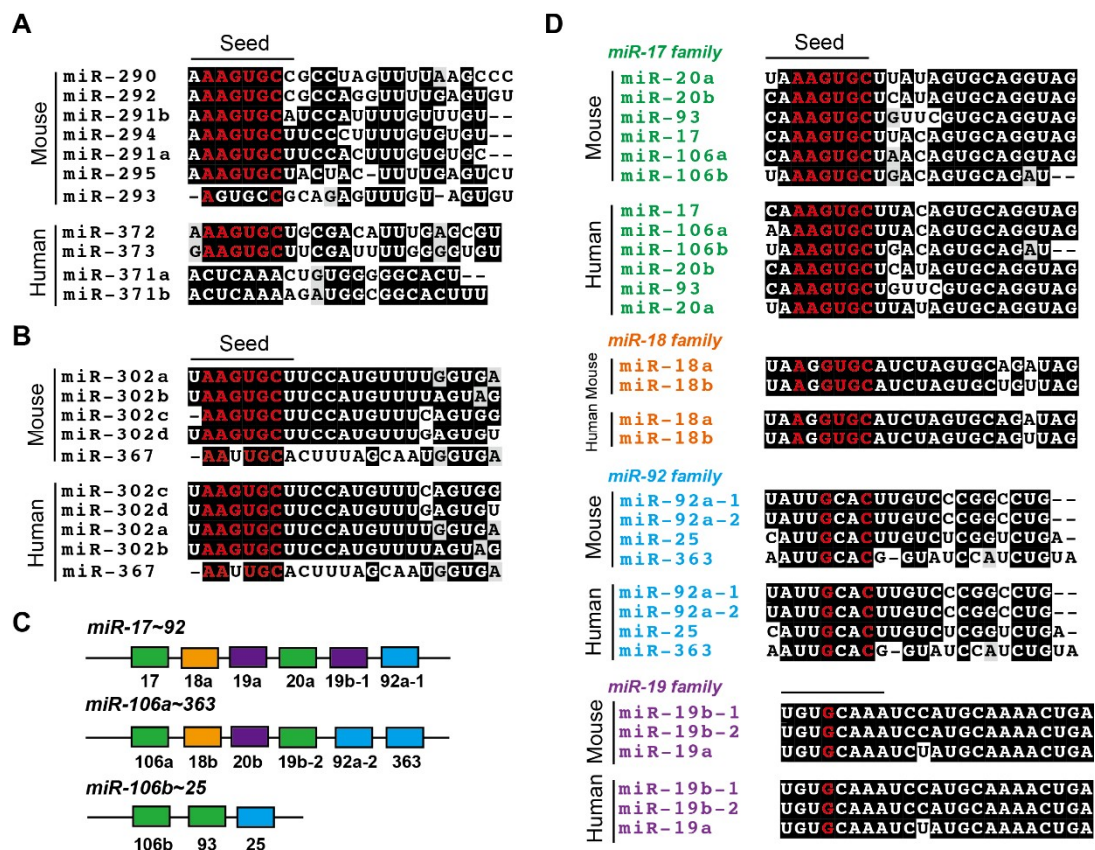 A
Seed
Mouse
miR-290 AAAGUGCCGCCUAGUUUUAAGCCC
miR-292 AAAGUGCCGCCAGGUUUUGAGUGU
miR-291b AAAGUGCAUCCAUUUUGUUUGU--
miR-294 AAAGUGCUUCCCUUUUGUGUGU--
miR-291a AAAGUGCUUCCACUUUGUGUGC--
miR-295 AAAGUGCUACUAC-UUUUGAGUCU
miR-293 -AGUGCCGCAGAGUUUGU-AGUGU
Human
miR-372 AAAGUGCUGCGACAUUUGAGCGU
miR-373 GAAGUGCUUCGAUUUUGGGGUGU
miR-371a ACUCAAACUGUGGGGGCACU--
miR-371b ACUCAAAAGAUGGCGGCACUUU
B
Seed
Mouse
miR-302a UAAGUGCUUCCAUGUUUUGGUGA
miR-302b UAAGUGCUUCCAUGUUUUAGUAG
miR-302c -AAGUGCUUCCAUGUUUCAGUGG
miR-302d UAAGUGCUUCCAUGUUUGAGUGU
miR-367 -AAUUGCACUUUAGCAAUGGUGA
Human
miR-302c UAAGUGCUUCCAUGUUUCAGUGG
miR-302d UAAGUGCUUCCAUGUUUGAGUGU
miR-302a UAAGUGCUUCCAUGUUUUGGUGA
miR-302b UAAGUGCUUCCAUGUUUUAGUAG
miR-367 -AAUUGCACUUUAGCAAUGGUGA
C
miR-17~92
17 18a 19a 20a 19b-1 92a-1
miR-106a~363
106a 18b 20b 19b-2 92a-2 363
miR-106b~25
106b 93 25
D
miR-17 family
Seed
Mouse
miR-20a UAAAGUGCUUAUAGUGCAGGUAG
miR-20b CAAAGUGCUCAUAGUGCAGGUAG
miR-93 CAAAGUGCUGUUCGUGCAGGUAG
miR-17 CAAAGUGCUUACAGUGCAGGUAG
miR-106a CAAAGUGCUAACAGUGCAGGUAG
miR-106b UAAAGUGCUGACAGUGCAGAU--
Human
miR-17 CAAAGUGCUUACAGUGCAGGUAG
miR-106a AAAAGUGCUUACAGUGCAGGUAG
miR-106b UAAAGUGCUGACAGUGCAGAU--
miR-20b CAAAGUGCUCAUAGUGCAGGUAG
miR-93 CAAAGUGCUGUUCGUGCAGGUAG
miR-20a UAAAGUGCUUAUAGUGCAGGUAG
miR-18 family
Mouse
miR-18a UAAGGUGCAUCUAGUGCAGAUAG
miR-18b UAAGGUGCAUCUAGUGCUGUUAG
Human
miR-18a UAAGGUGCAUCUAGUGCAGAUAG
miR-18b UAAGGUGCAUCUAGUGCAGUUAG
miR-92 family
Mouse
miR-92a-1 UAUUGCACUUGUCCCGGCCUG--
miR-92a-2 UAUUGCACUUGUCCCGGCCUG--
miR-25 CAUUGCACUUGUCUCGGUCUGA-
miR-363 AAUUGCACG-GUAUCCAUCUGUA
Human
miR-92a-1 UAUUGCACUUGUCCCGGCCUG--
miR-92a-2 UAUUGCACUUGUCCCGGCCUG--
miR-25 CAUUGCACUUGUCUCGGUCUGA-
miR-363 AAUUGCACG-GUAUCCAUCUGUA
miR-19 family
Mouse
miR-19b-1 UGUGCAAAUCCAUGCAAAACUGA
miR-19b-2 UGUGCAAAUCCAUGCAAAACUGA
miR-19a UGUGCAAAUCUAUGCAAAACUGA
Human
miR-19b-1 UGUGCAAAUCCAUGCAAAACUGA
miR-19b-2 UGUGCAAAUCCAUGCAAAACUGA
miR-19a UGUGCAAAUCUAUGCAAAACUGA